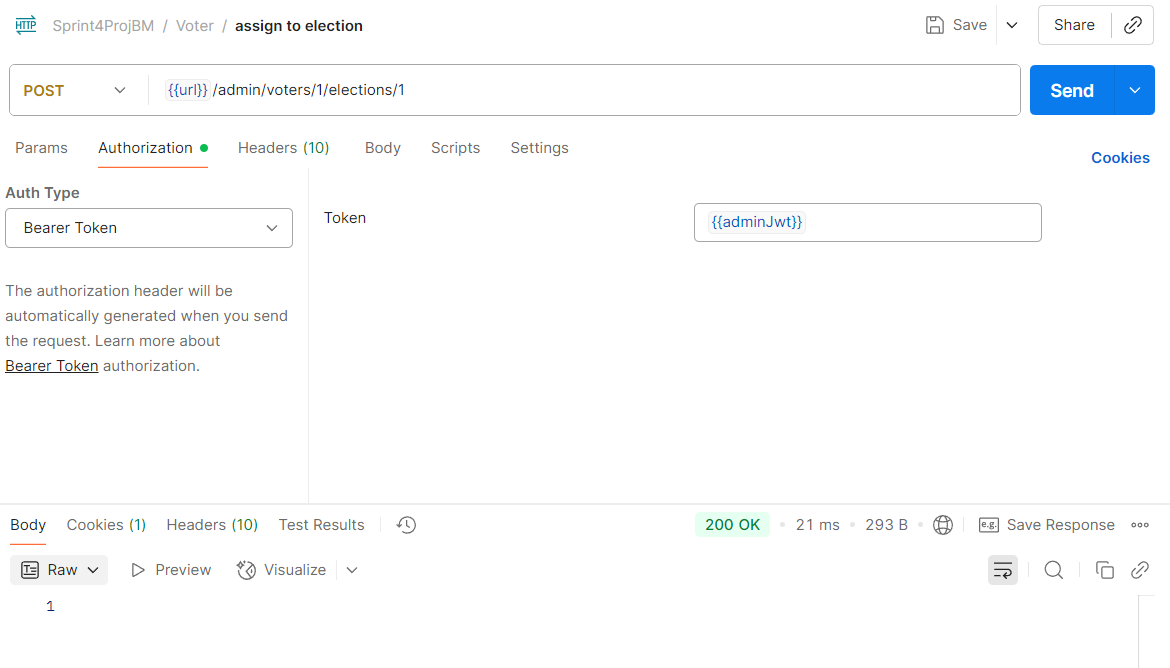 HTTP Sprint4ProjBM / Voter / assign to election Save Share
POST {{url}}/admin/voters/1/elections/1 Send
Params Authorization Headers (10) Body Scripts Settings
Cookies
Auth Type
Bearer Token
Token {{adminJwt}}
The authorization header will be
automatically generated when you send
the request. Learn more about
Bearer Token authorization.
Body Cookies (1) Headers (10) Test Results 200 OK 21 ms 293 B e.g. Save Response
Raw Preview Visualize
1